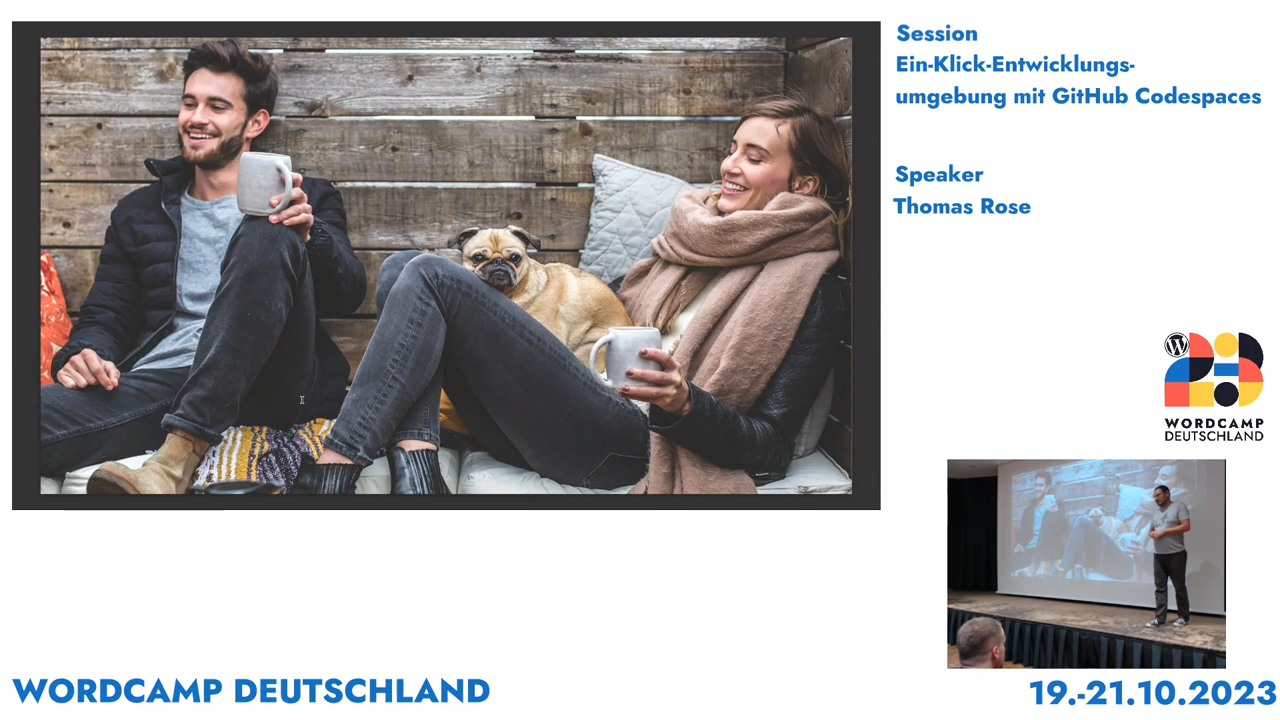 Session
Ein-Klick-Entwicklungs-
umgebung mit GitHub Codespaces
Speaker
Thomas Rose
WORDCAMP
DEUTSCHLAND
WORDCAMP DEUTSCHLAND
19.-21.10.2023